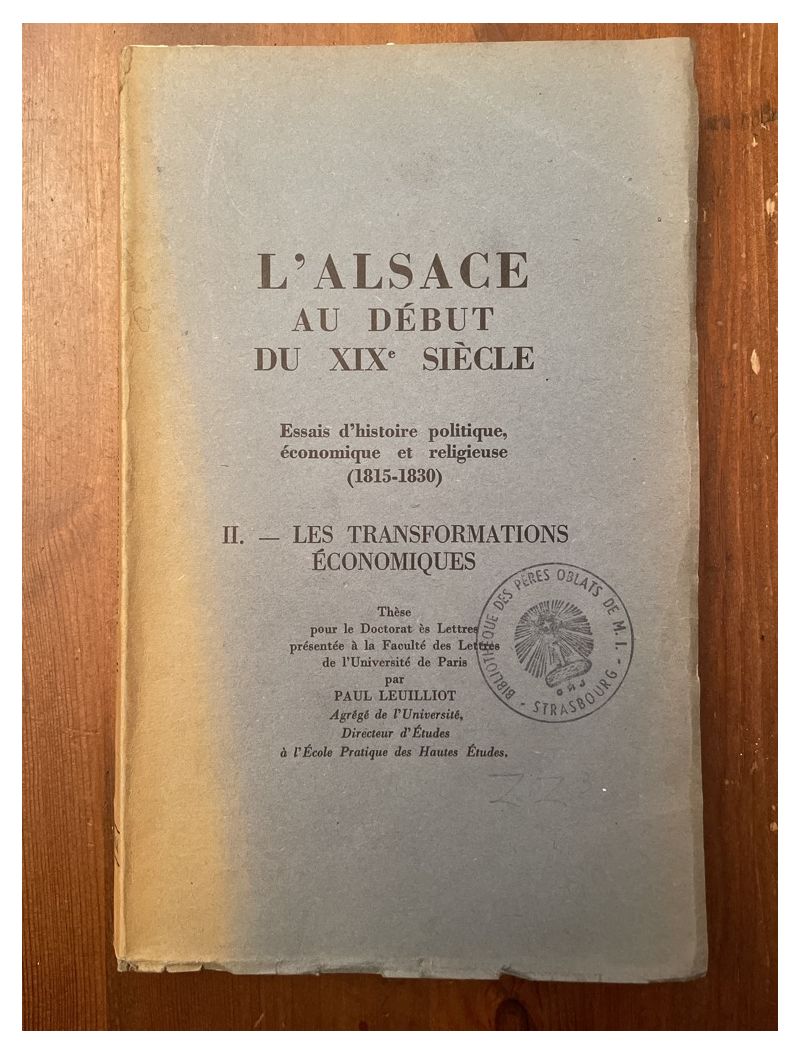 L'ALSACE
AU DÉBUT
DU XIXe SIÈCLE
Essais d'histoire politique,
économique et religieuse
(1815-1830)
II. — LES TRANSFORMATIONS
ÉCONOMIQUES
Thèse
pour le Doctorat ès Lettres
présentée à la Faculté des Lettres
de l'Université de Paris
par
PAUL LEUILLIOT
Agrégé de l'Université,
Directeur d'Études
à l'École Pratique des Hautes Études.
BIBLIOTHÈQUE DES PÈRES OBLATS DE M. I.
- STRASBOURG -
ZZ3